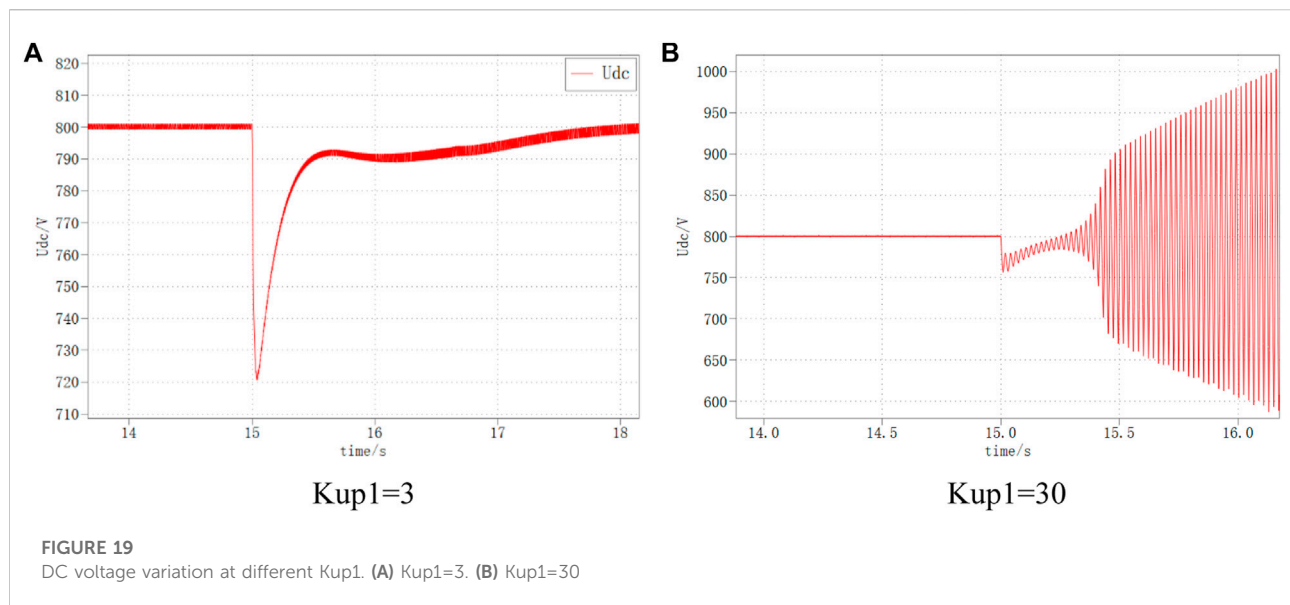 A
Udc
820
810
800
790
780
770
760
750
740
730
720
710
Udc/V
14
15
16
17
18
time/s
Kup1=3
B
1000
950
900
850
800
750
700
650
600
Udc/V
14.0
14.5
15.0
15.5
16.0
time/s
Kup1=30
FIGURE 19
DC voltage variation at different Kup1. (A) Kup1=3. (B) Kup1=30